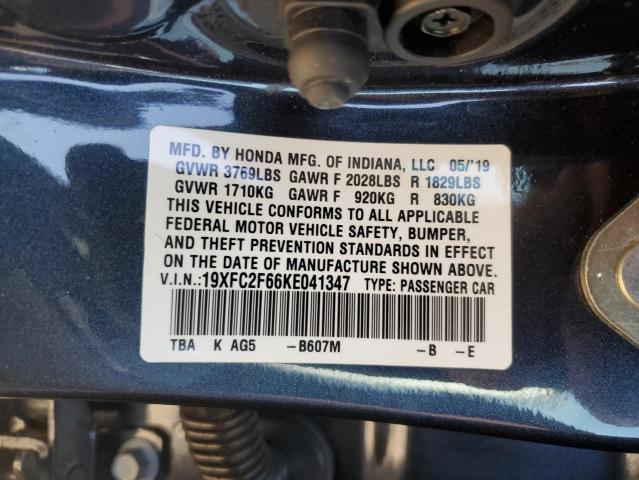 MFD. BY HONDA MFG. OF INDIANA, LLC 05/'19
GVWR 3769LBS GAWR F 2028LBS R 1829LBS
GVWR 1710KG GAWR F 920KG R 830KG
THIS VEHICLE CONFORMS TO ALL APPLICABLE
FEDERAL MOTOR VEHICLE SAFETY, BUMPER,
AND THEFT PREVENTION STANDARDS IN EFFECT
ON THE DATE OF MANUFACTURE SHOWN ABOVE.
V.I.N.:19XFC2F66KE041347 TYPE: PASSENGER CAR
TBA K AG5 -B607M -B -E